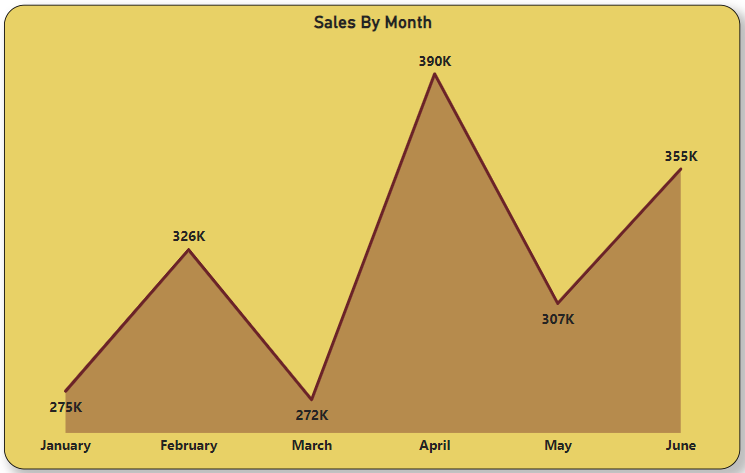 Sales By Month
390K
355K
326K
307K
275K
272K
January February March April May June